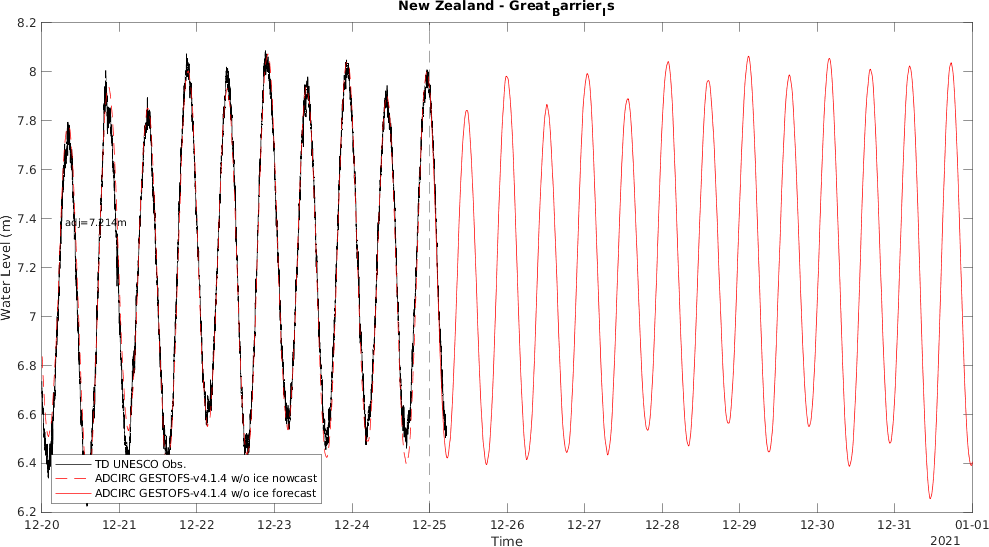 New Zealand - GreatBarrierIs
8.2
8
7.8
7.6
7.4
7.2
7
6.8
6.6
6.4
6.2
Water Level (m)
adj=7.214m
TD UNESCO Obs.
ADCIRC GESTOFS-v4.1.4 w/o ice nowcast
ADCIRC GESTOFS-v4.1.4 w/o ice forecast
12-20 12-21 12-22 12-23 12-24 12-25 12-26 12-27 12-28 12-29 12-30 12-31 01-01
Time
2021